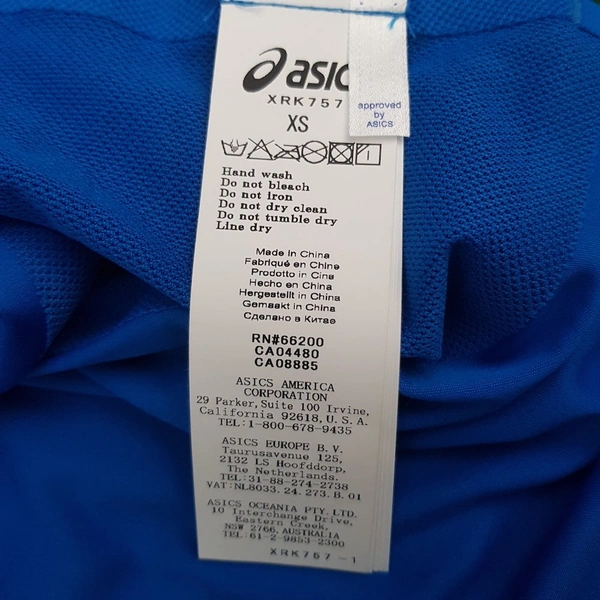 asic
XRK757
approved
by
ASICS
XS
Hand wash
Do not bleach
Do not iron
Do not dry clean
Do not tumble dry
Line dry
Made in China
Fabriqué en Chine
Prodotto in Cina
Hecho en China
Hergestellt in China
Gemaakt in China
Сделано в Китае
RN#66200
CA04480
CA08885
ASICS AMERICA
CORPORATION
29 Parker, Suite 100 Irvine,
California 92618, U. S. A.
TEL:1-800-678-9435
ASICS EUROPE B. V.
Taurusavenue 125,
2132 LS Hoofddorp,
The Netherlands.
TEL:31-88-274-2738
VAT:NL8033. 24. 273. B. 01
ASICS OCEANIA PTY. LTD.
10 Interchange Drive,
Eastern Creek,
NSW 2766, AUSTRALIA
TEL:61-2-9853-2300
XRK757 -1